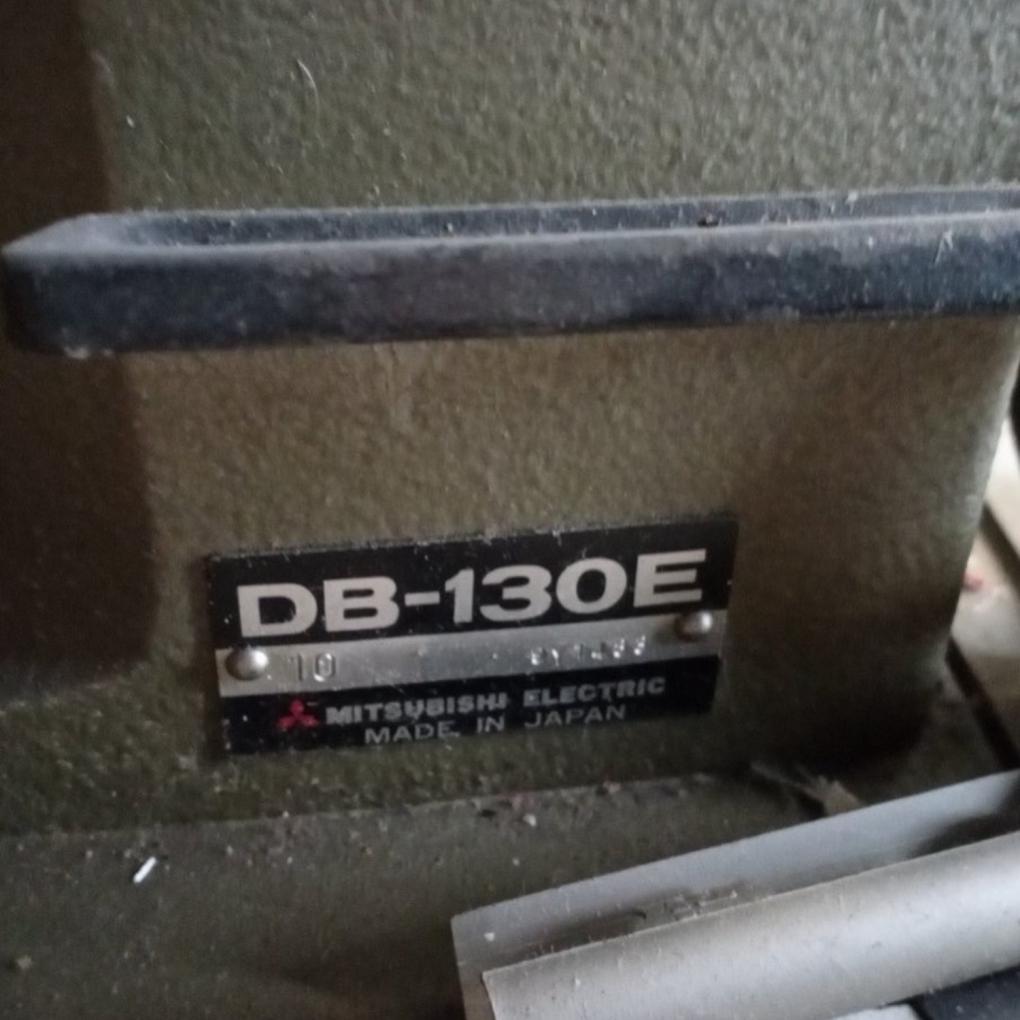 DB-130E
10
MITSUBISHI ELECTRIC
MADE IN JAPAN